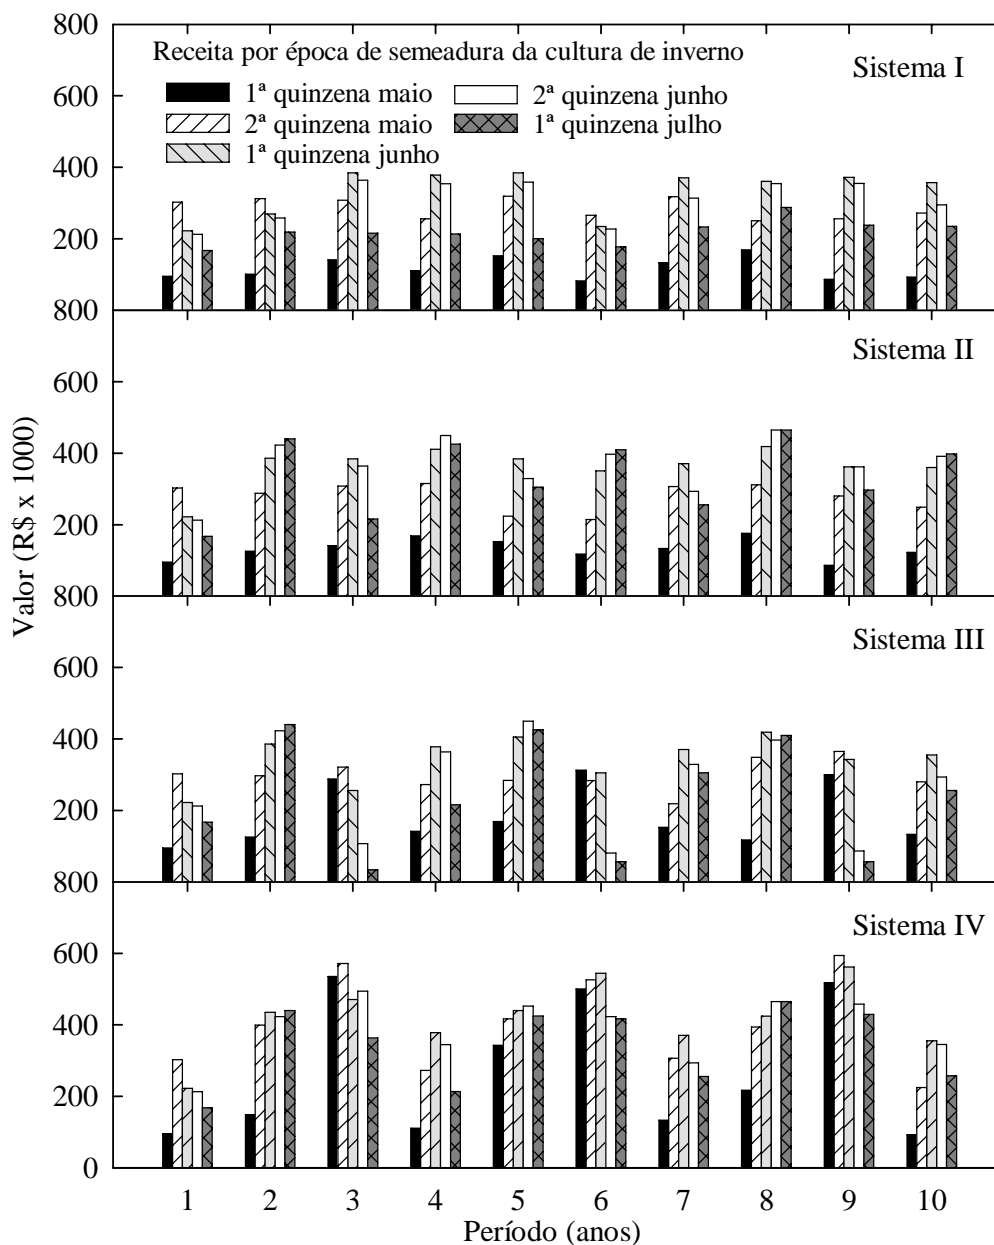 800
Receita por época de semeadura da cultura de inverno
Sistema I
1ª quinzena maio
2ª quinzena junho
600
2ª quinzena maio
1ª quinzena julho
1ª quinzena junho
400
200
800
Sistema II
600
400
200
800
Valor (R$ x 1000)
Sistema III
600
400
200
800
Sistema IV
600
400
200
0
1 2 3 4 5 6 7 8 9 10
Período (anos)